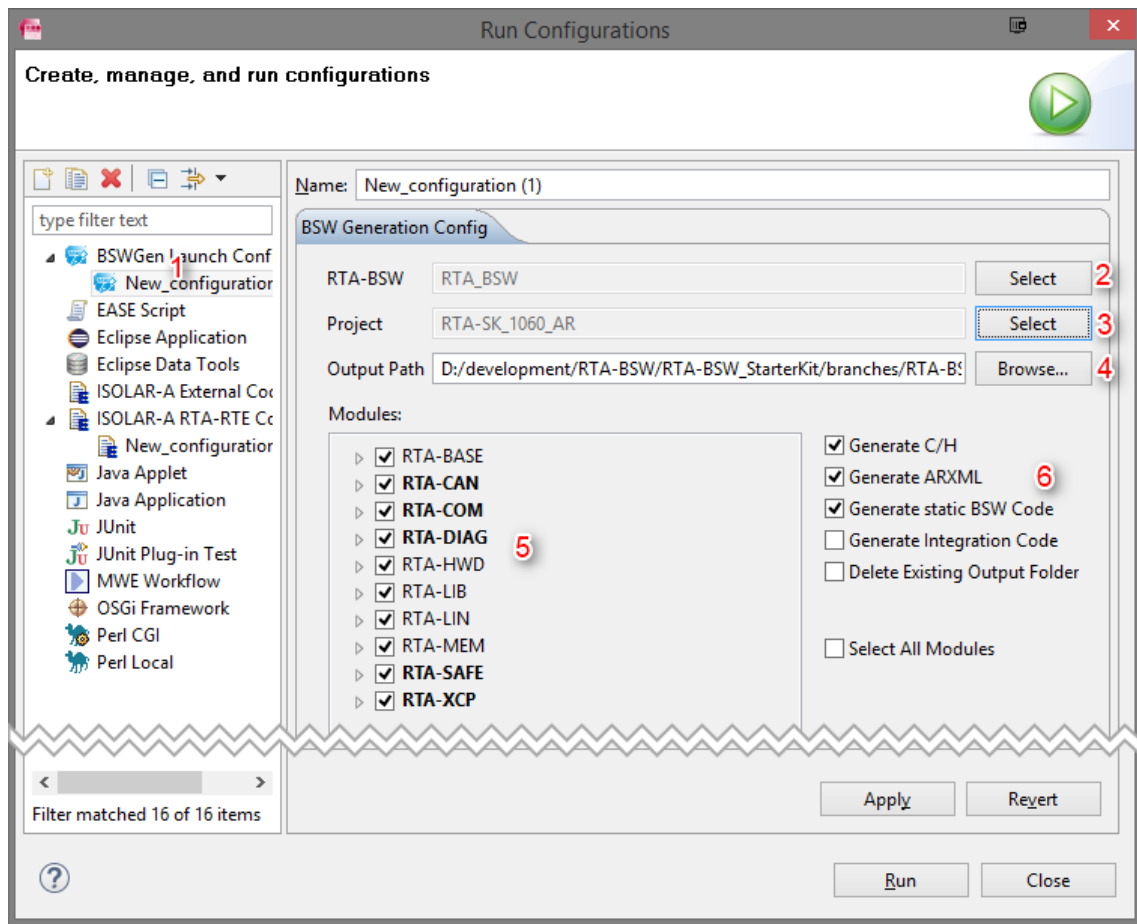 Run Configurations
Create, manage, and run configurations
type filter text
BSWGen Launch Conf
1
New_configuration
EASE Script
Eclipse Application
Eclipse Data Tools
ISOLAR-A External Co
ISOLAR-A RTA-RTE Co
New_configuration
Java Applet
Java Application
JUnit
JUnit Plug-in Test
MWE Workflow
OSGi Framework
Perl CGI
Perl Local
Filter matched 16 of 16 items
Name: New_configuration (1)
BSW Generation Config
RTA-BSW RTA_BSW Select 2
Project RTA-SK_1060_AR Select 3
Output Path D:/development/RTA-BSW/RTA-BSW_StarterKit/branches/RTA-BS Browse... 4
Modules:
RTA-BASE
RTA-CAN
RTA-COM
RTA-DIAG
5
RTA-HWD
RTA-LIB
RTA-LIN
RTA-MEM
RTA-SAFE
RTA-XCP
Generate C/H
Generate ARXML 6
Generate static BSW Code
Generate Integration Code
Delete Existing Output Folder
Select All Modules
Apply Revert
? Run Close